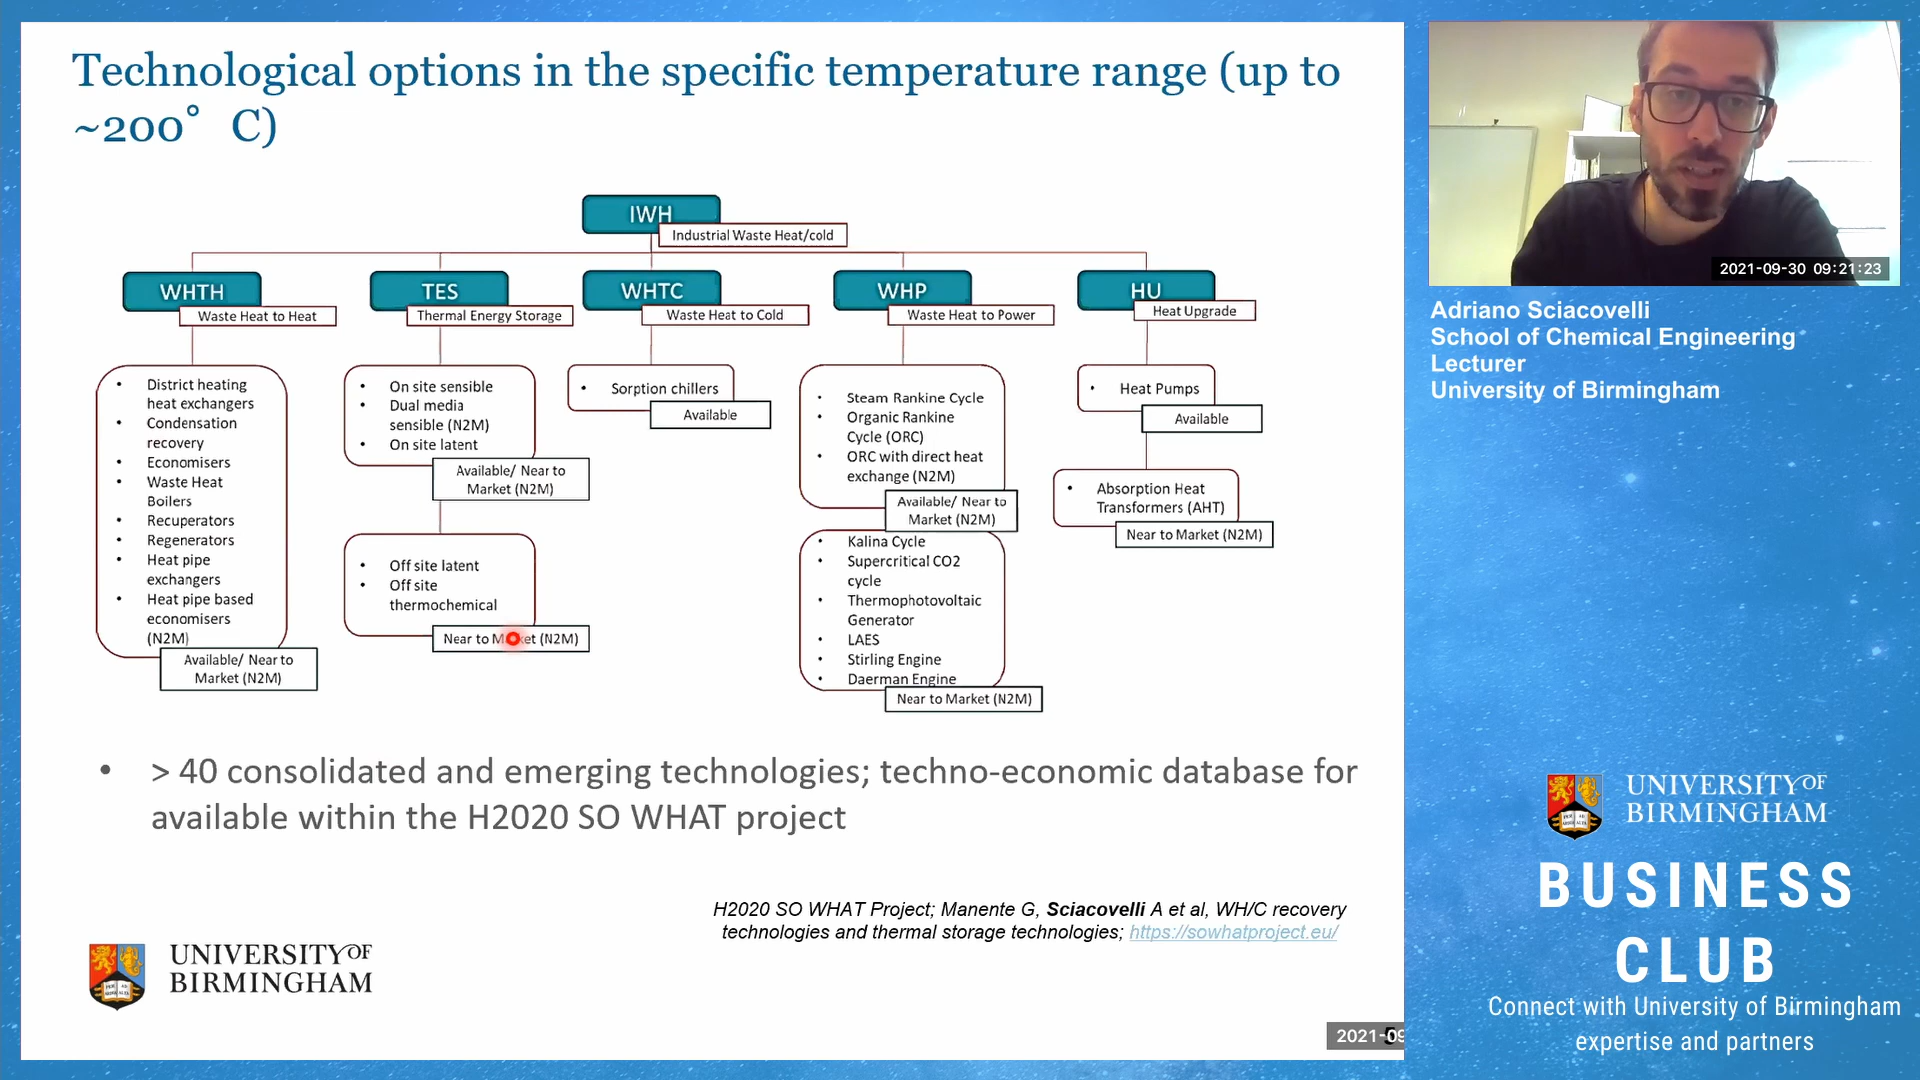 Technological options in the specific temperature range (up to
~200° C)
IWH
Industrial Waste Heat/cold
WHTH
Waste Heat to Heat
TES
Thermal Energy Storage
WHTC
Waste Heat to Cold
WHP
Waste Heat to Power
HU
Heat Upgrade
• District heating
heat exchangers
• Condensation
recovery
• Economisers
• Waste Heat
Boilers
• Recuperators
• Regenerators
• Heat pipe
exchangers
• Heat pipe based
economisers
(N2M)
Available/ Near to
Market (N2M)
• On site sensible
• Dual media
sensible (N2M)
• On site latent
Available/ Near to
Market (N2M)
• Off site latent
• Off site
thermochemical
Near to Market (N2M)
• Sorption chillers
Available
• Steam Rankine Cycle
• Organic Rankine
Cycle (ORC)
• ORC with direct heat
exchange (N2M)
Available/ Near to
Market (N2M)
• Kalina Cycle
• Supercritical CO2
cycle
• Thermophotovoltaic
Generator
• LAES
• Stirling Engine
• Daerman Engine
Near to Market (N2M)
• Heat Pumps
Available
• Absorption Heat
Transformers (AHT)
Near to Market (N2M)
• > 40 consolidated and emerging technologies; techno-economic database for
available within the H2020 SO WHAT project
H2020 SO WHAT Project; Manente G, Sciacovelli A et al, WH/C recovery
technologies and thermal storage technologies; https://sowhatproject.eu/
UNIVERSITYOF
BIRMINGHAM
2021-09
2021-09-30 09:21:23
Adriano Sciacovelli
School of Chemical Engineering
Lecturer
University of Birmingham
UNIVERSITYOF
BIRMINGHAM
BUSINESS
CLUB
Connect with University of Birmingham
expertise and partners